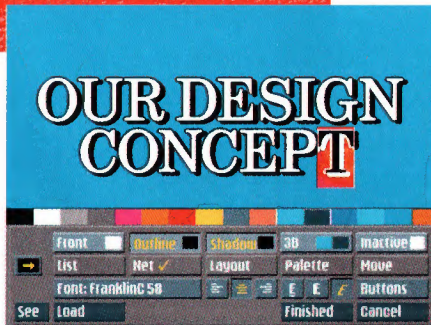 OUR DESIGN
CONCEPT
Front Outline Shadow 3D Inactive
→ List Net ✓ Layout Palette Move
Font: FranklinC 58 E E E Buttons
See Load Finished Cancel